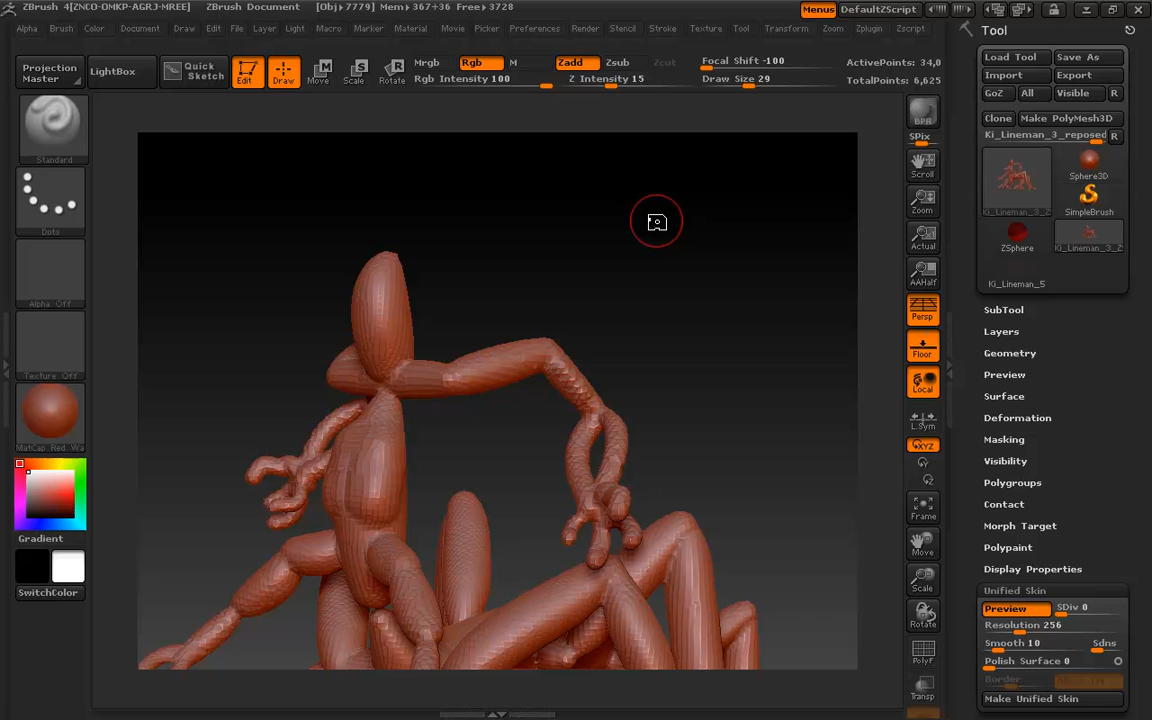 ZBrush 4[ZNCO-OMKP-AGRJ-MREE] ZBrush Document [Obj>7779] Mem>367+36 Free>3728
Menus DefaultZScript
Alpha Brush Color Document Draw Edit File Layer Light Macro Marker Material Movie Picker Preferences Render Stencil Stroke Texture Tool Transform Zoom Zplugin Zscript
Tool
Load Tool Save As
Import Export
GoZ All Visible R
Clone Make PolyMesh3D
Ki_Lineman_3_reposed R
Ki_Lineman_3_Z
Sphere3D
SimpleBrush
ZSphere
Ki_Lineman_3_Z
Ki_Lineman_5
Projection
Master
LightBox
Quick
Sketch
Edit
Draw
Move
Scale
Rotate
Mrgb Rgb M
Rgb Intensity 100
Zadd Zsub Zcut
Z Intensity 15
Focal Shift -100
Draw Size 29
ActivePoints: 34,0
TotalPoints: 6,625
Standard
Dots
Alpha Off
Texture Off
MatCap Red Wa
Gradient
SwitchColor
BPR
SPix
Scroll
Zoom
Actual
AAHalf
Persp
Floor
Local
L.Sym
XYZ
Frame
Move
Scale
Rotate
PolyF
Transp
SubTool
Layers
Geometry
Preview
Surface
Deformation
Masking
Visibility
Polygroups
Contact
Morph Target
Polypaint
Display Properties
Unified Skin
Preview SDiv 0
Resolution 256
Smooth 10 Sdns
Polish Surface 0
Border
Make Unified Skin